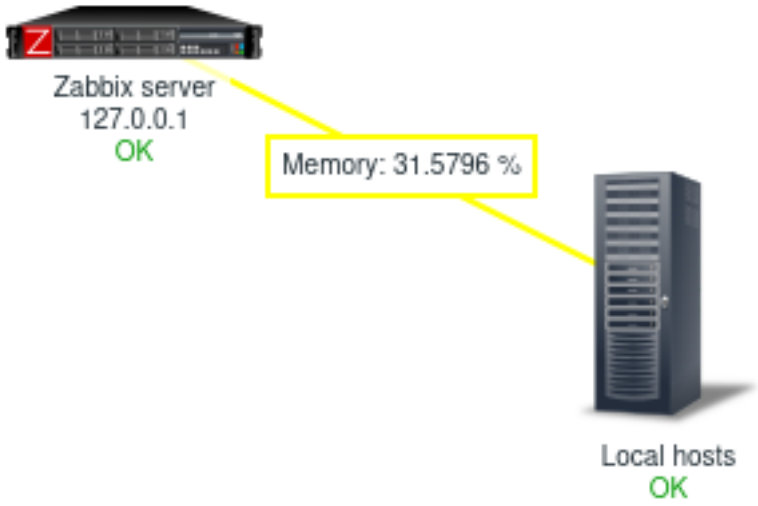 Z
Zabbix server
127.0.0.1
OK
Memory: 31.5796 %
Local hosts
OK